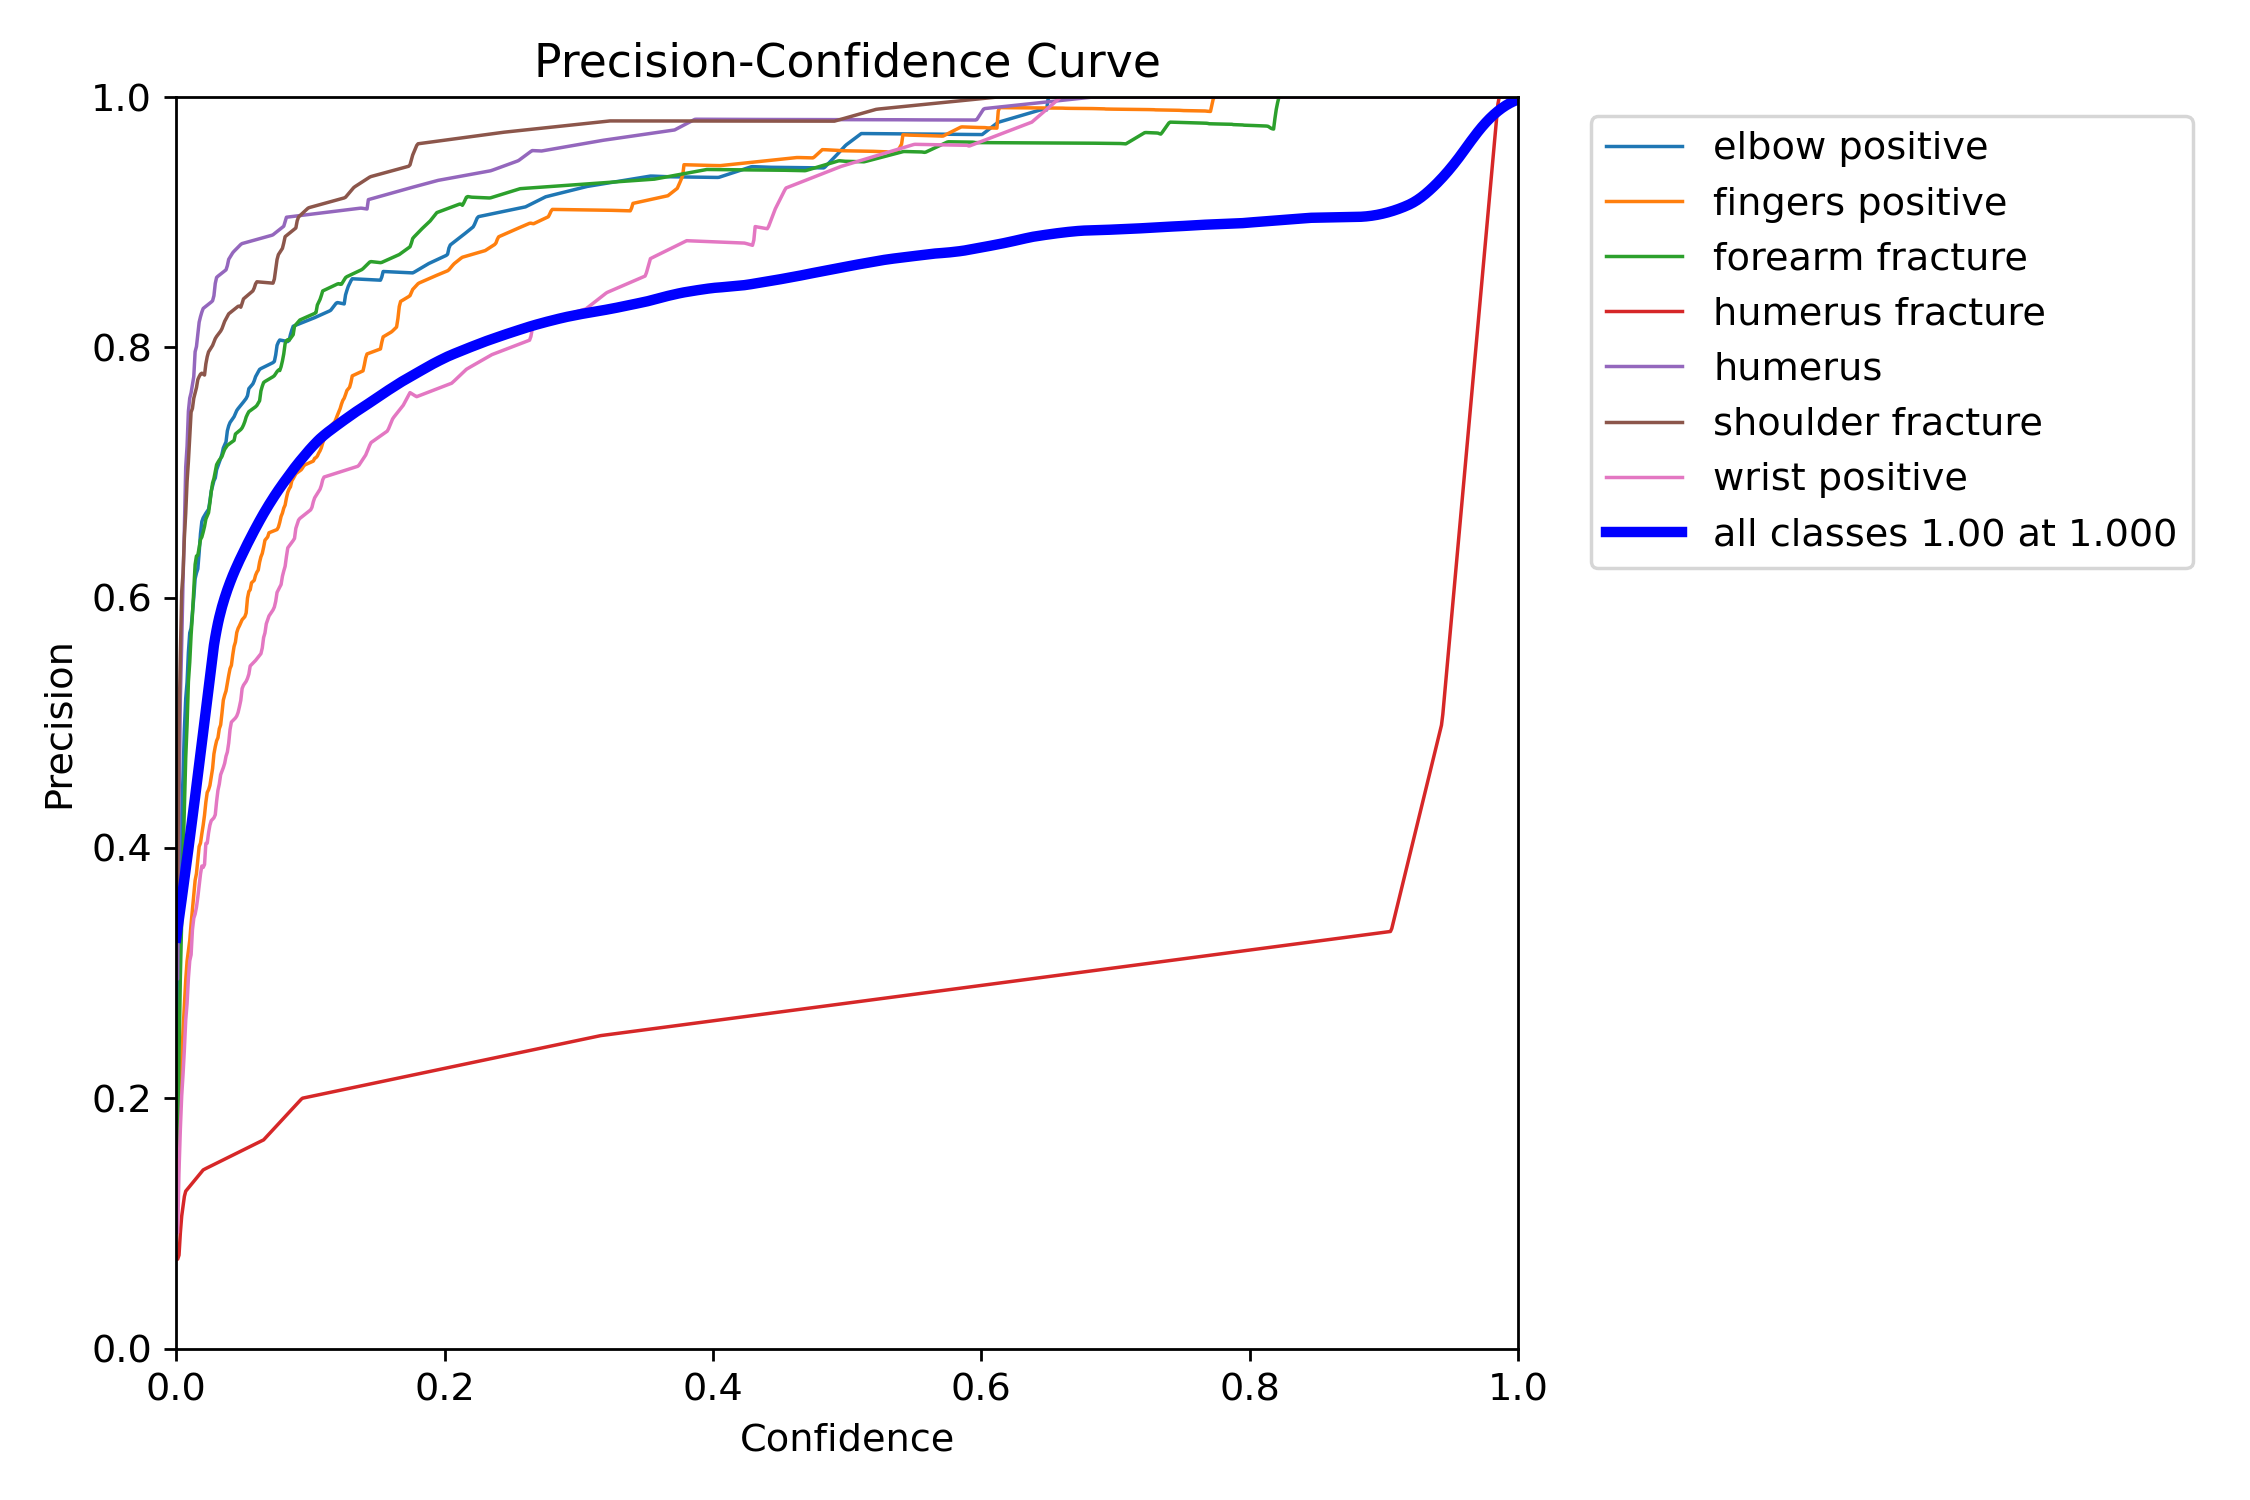 Precision-Confidence Curve
1.0
0.8
0.6
0.4
0.2
0.0
Precision
0.0 0.2 0.4 0.6 0.8 1.0
Confidence
elbow positive
fingers positive
forearm fracture
humerus fracture
humerus
shoulder fracture
wrist positive
all classes 1.00 at 1.000